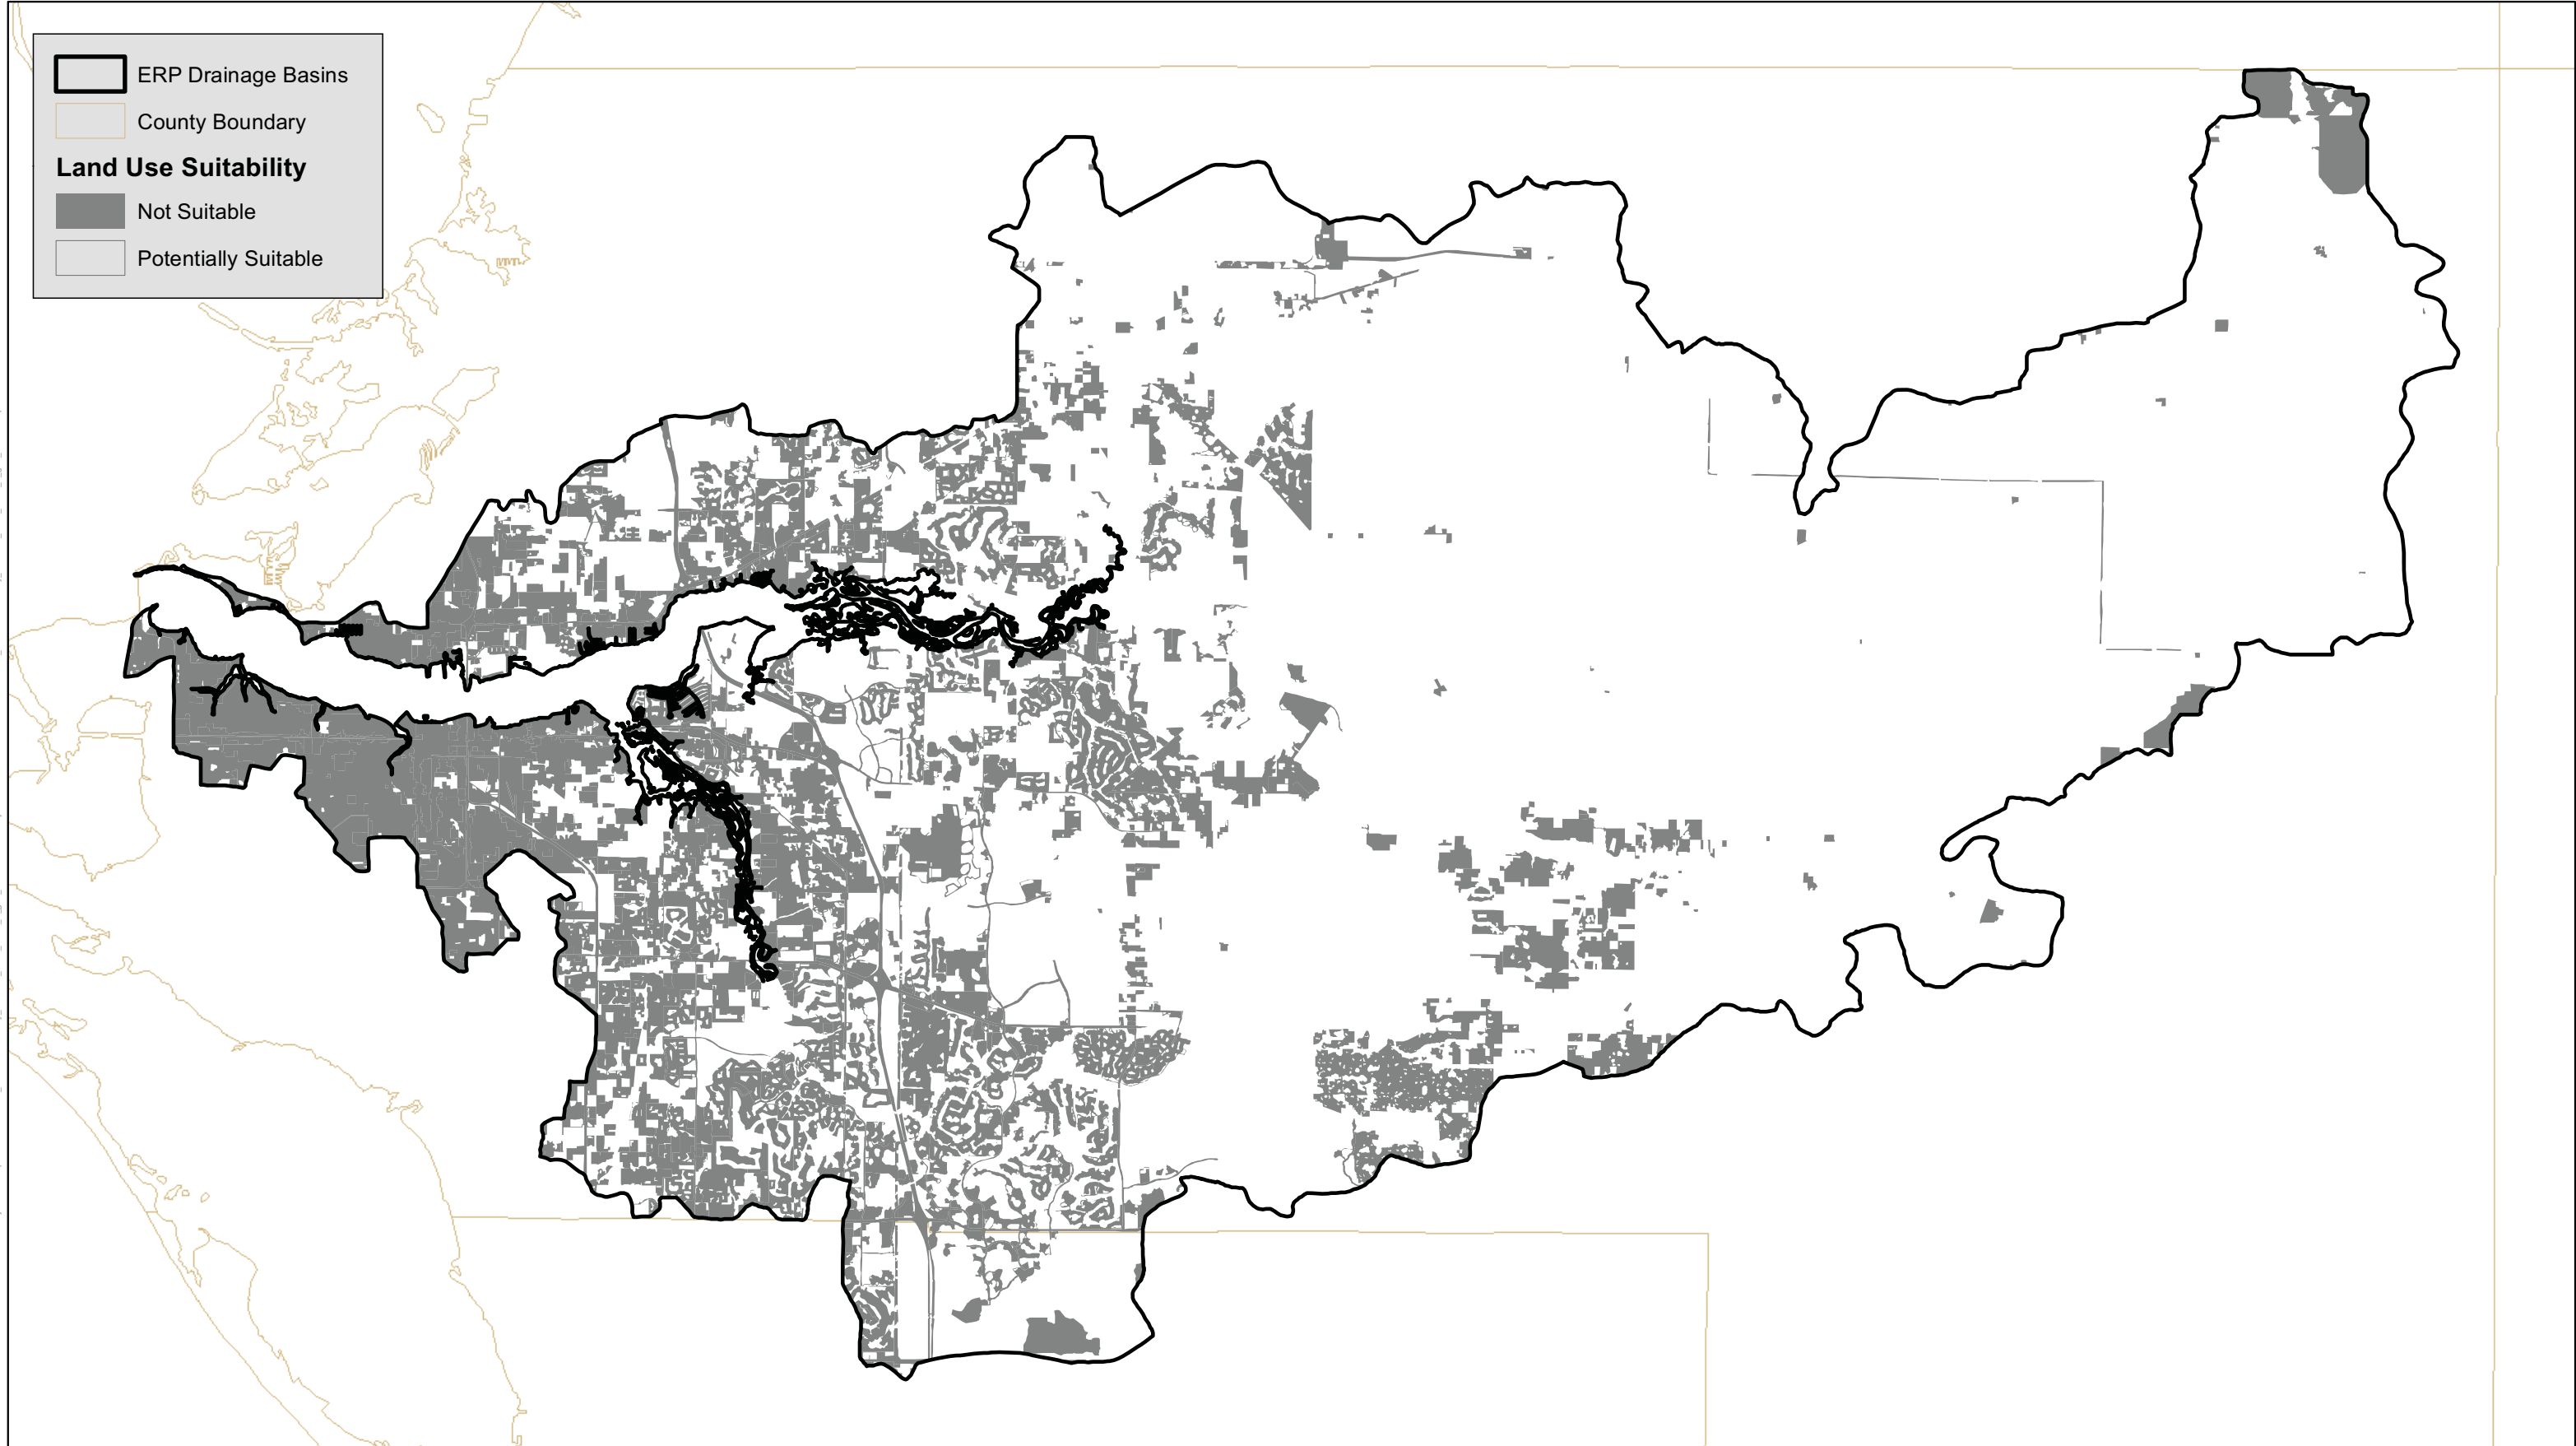 ERP Drainage Basins
County Boundary
Land Use Suitability
Not Suitable
Potentially Suitable